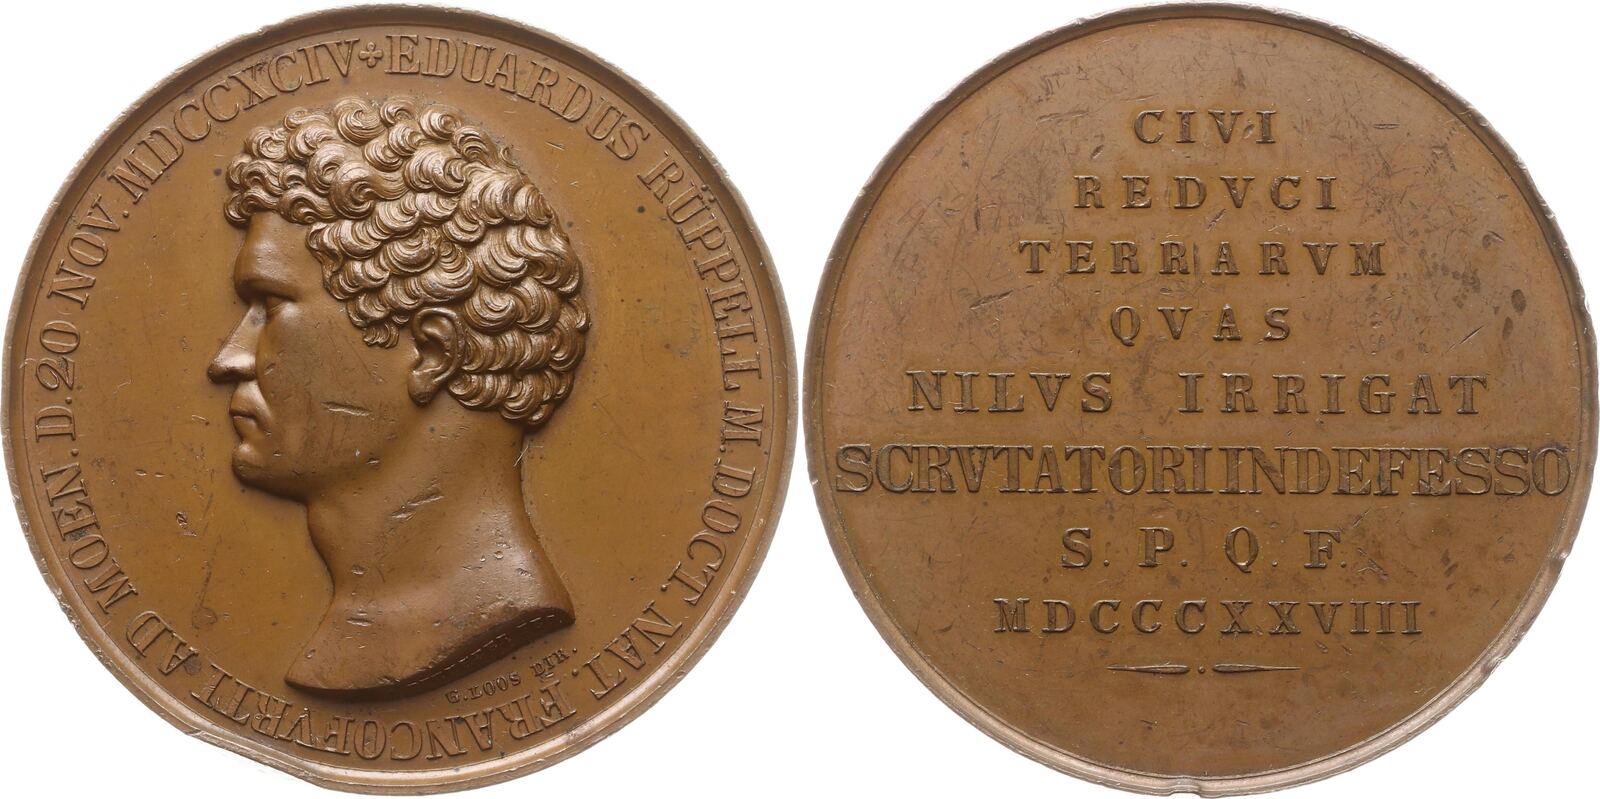 EDUARDUS RÜPPELL M. DOCT. NAT. FRANCOFVRTI AD MOEN. D. 20 NOV. MDCCXCIV
G. LOOS DIR.
CIVI
REDVCI
TERRARVM
QVAS
NILVS IRRIGAT
SCRVTATORI INDEFESSO
S. P. Q. F.
MDCCCXXVIII